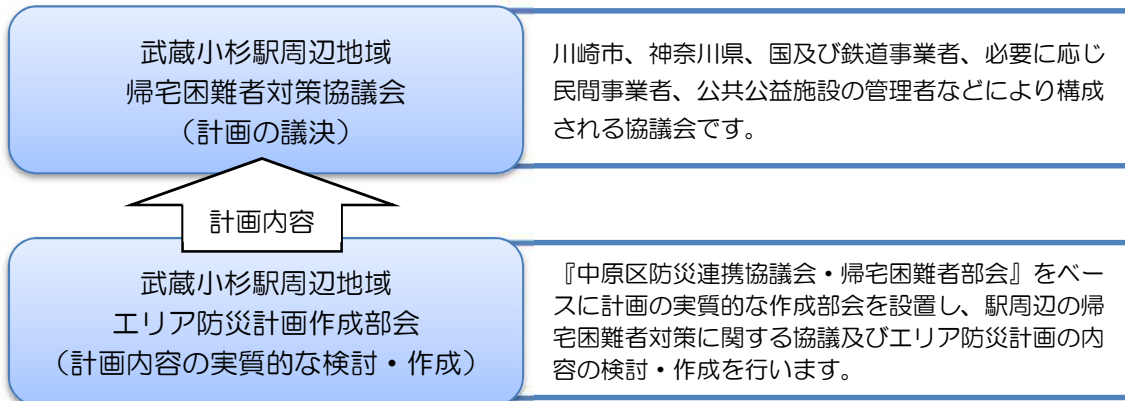 武蔵小杉駅周辺地域
帰宅困難者対策協議会
（計画の議決）
川崎市、神奈川県、国及び鉄道事業者、必要に応じ
民間事業者、公共公益施設の管理者などにより構成
される協議会です。
計画内容
武蔵小杉駅周辺地域
エリア防災計画作成部会
（計画内容の実質的な検討・作成）
『中原区防災連携協議会・帰宅困難者部会』をベー
スに計画の実質的な作成部会を設置し、駅周辺の帰
宅困難者対策に関する協議及びエリア防災計画の内
容の検討・作成を行います。